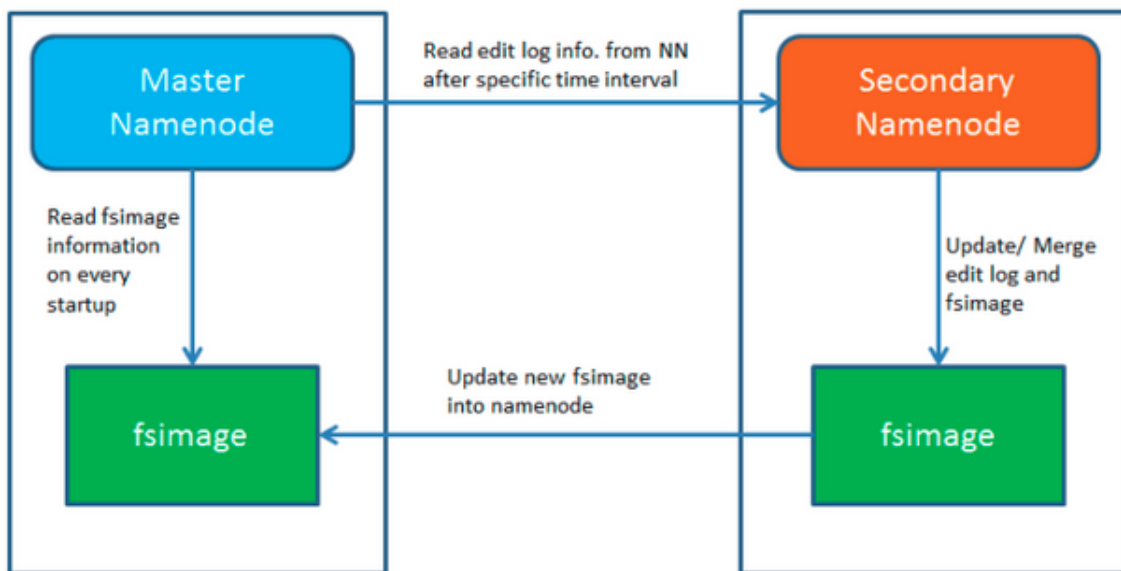 Master
Namenode
Read edit log info. from NN
after specific time interval
Secondary
Namenode
Read fsimage
information
on every
startup
Update/ Merge
edit log and
fsimage
fsimage
Update new fsimage
into namenode
fsimage